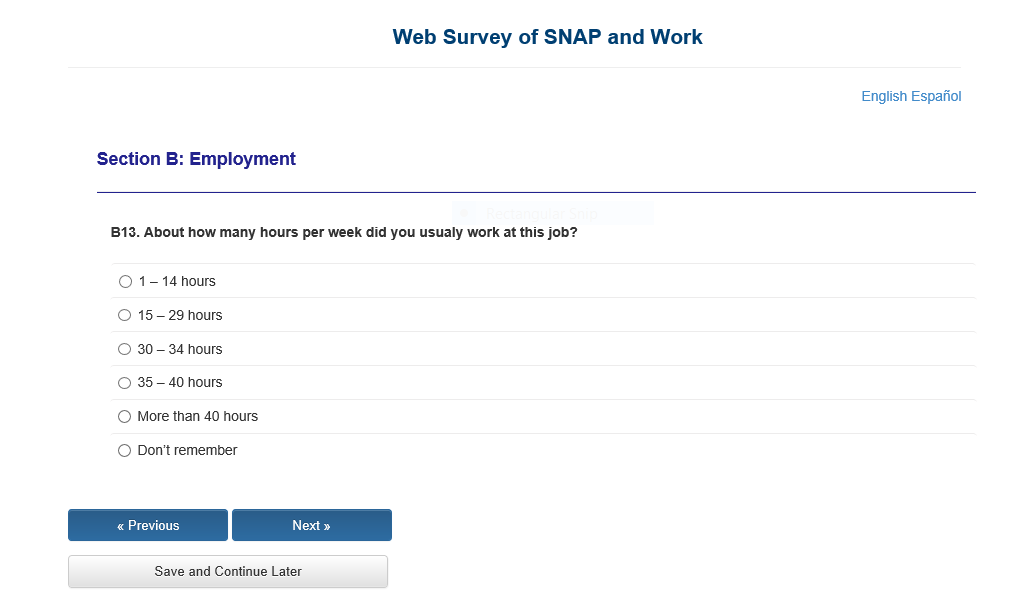 Web Survey of SNAP and Work
English Español
Section B: Employment
Rectangular Snip
B13. About how many hours per week did you usualy work at this job?
1 – 14 hours
15 – 29 hours
30 – 34 hours
35 – 40 hours
More than 40 hours
Don't remember
« Previous Next »
Save and Continue Later